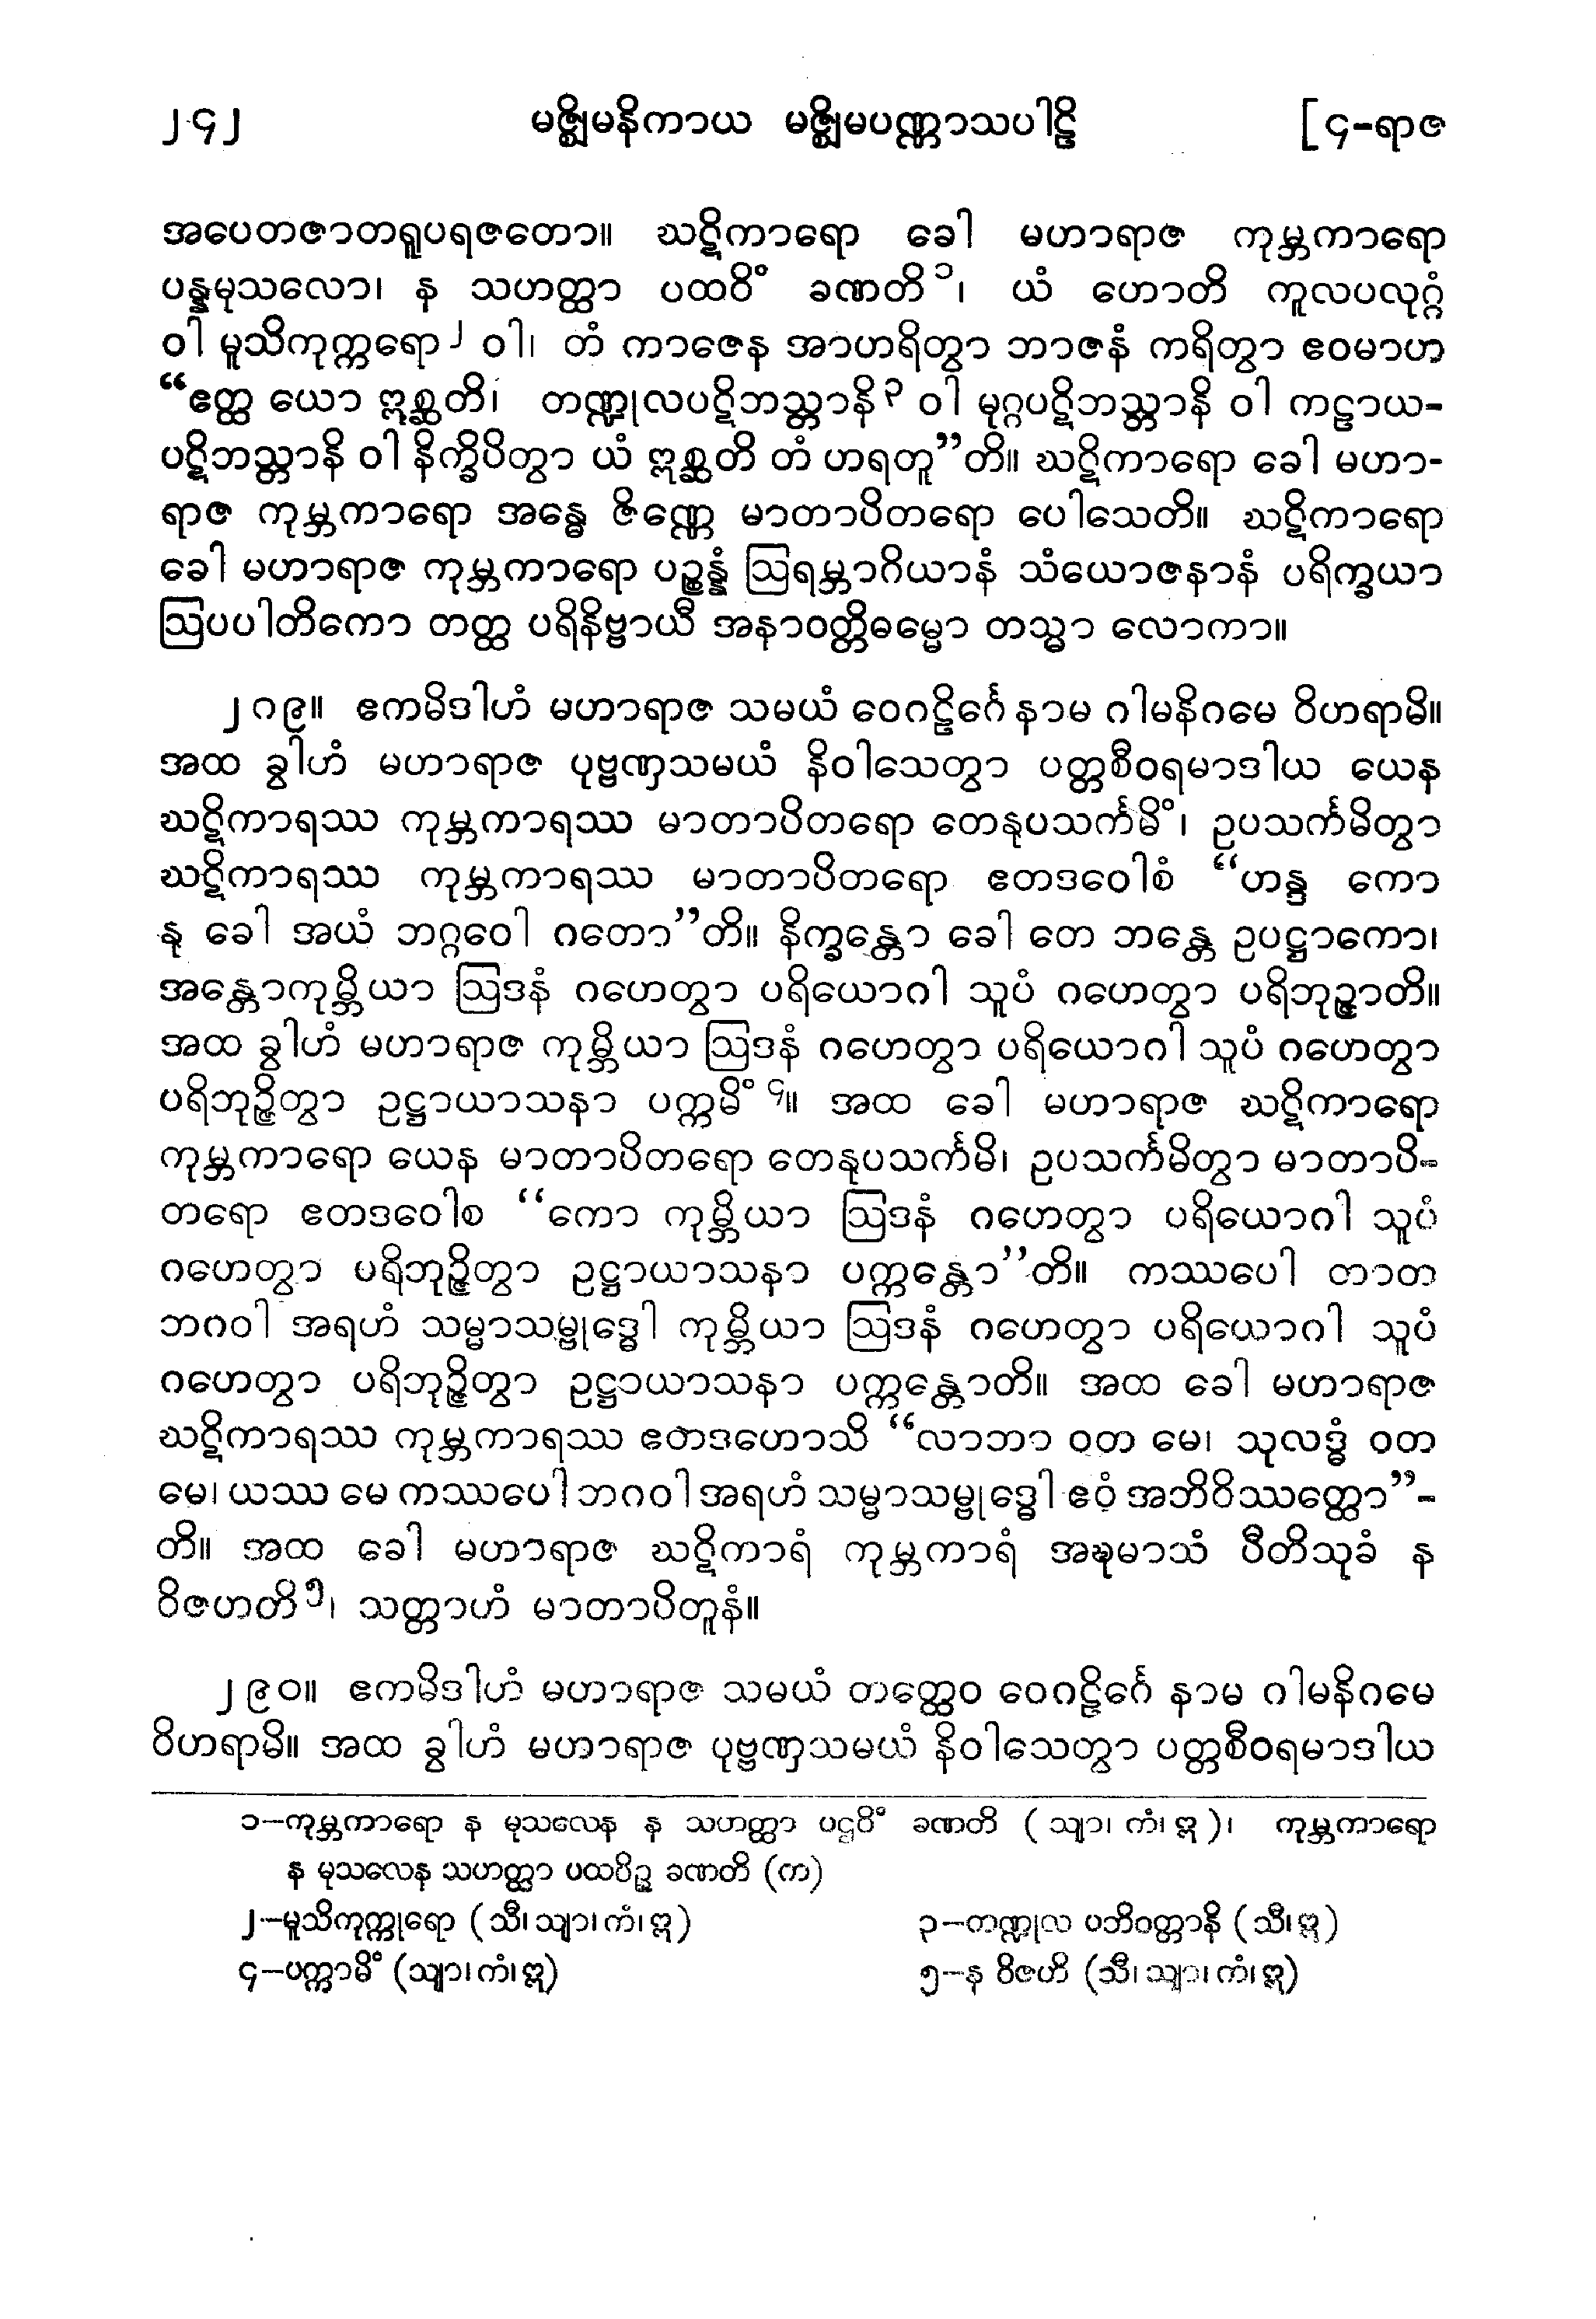 ၂၄၂ မဇ္ဈိမနိကာယ မဇ္ဈိမပဏ္ဏာသပါဠိ [၄-ရာဇ
အပေတဇာတရူပရဇတော။ ဃဋိကာရော ခေါ မဟာရာဇ ကုမ္ဘကာရော
ပန္နမုသလော၊ န သဟတ္ထာ ပထဝိံ ခဏတိ၁၊ ယံ ဟောတိ ကူလပလုဂ္ဂံ
ဝါ မူသိကုက္ကရော၂ ဝါ၊ တံ ကာဇေန အာဟရိတွာ ဘာဇနံ ကရိတွာ ဧဝမာဟ
“ဧတ္ထ ယော ဣစ္ဆတိ၊ တဏ္ဍုလပဋိဘသ္တာနိ၃ ဝါ မုဂ္ဂပဋိဘသ္တာနိ ဝါ ကဠာယ-
ပဋိဘသ္တာနိ ဝါ နိက္ခိပိတွာ ယံ ဣစ္ဆတိ တံ ဟရတူ”တိ။ ဃဋိကာရော ခေါ မဟာ-
ရာဇ ကုမ္ဘကာရော အန္ဓေ ဇိဏ္ဏေ မာတာပိတရော ပေါသေတိ။ ဃဋိကာရော
ခေါ မဟာရာဇ ကုမ္ဘကာရော ပဉ္စန္နံ ဩရမ္ဘာဂိယာနံ သံယောဇနာနံ ပရိက္ခယာ
ဩပပါတိကော တတ္ထ ပရိနိဗ္ဗာယီ အနာဝတ္တိဓမ္မော တသ္မာ လောကာ။
၂၈၉။ ဧကမိဒါဟံ မဟာရာဇ သမယံ ဝေဂဠိင်္ဂေ နာမ ဂါမနိဂမေ ဝိဟရာမိ။
အထ ခွါဟံ မဟာရာဇ ပုဗ္ဗဏှသမယံ နိဝါသေတွာ ပတ္တစီဝရမာဒါယ ယေန
ဃဋိကာရဿ ကုမ္ဘကာရဿ မာတာပိတရော တေနုပသင်္ကမိံ၊ ဥပသင်္ကမိတွာ
ဃဋိကာရဿ ကုမ္ဘကာရဿ မာတာပိတရော ဧတဒဝေါစံ “ဟန္ဒ ကော
နု ခေါ အယံ ဘဂ္ဂဝေါ ဂတော”တိ။ နိက္ခန္တော ခေါ တေ ဘန္တေ ဥပဋ္ဌာကော၊
အန္တောကုမ္ဘိယာ ဩဒနံ ဂဟေတွာ ပရိယောဂါ သူပံ ဂဟေတွာ ပရိဘုဉ္ဇာတိ။
အထ ခွါဟံ မဟာရာဇ ကုမ္ဘိယာ ဩဒနံ ဂဟေတွာ ပရိယောဂါ သူပံ ဂဟေတွာ
ပရိဘုဉ္ဇိတွာ ဥဋ္ဌာယာသနာ ပက္ကမိံ၄။ အထ ခေါ မဟာရာဇ ဃဋိကာရော
ကုမ္ဘကာရော ယေန မာတာပိတရော တေနုပသင်္ကမိ၊ ဥပသင်္ကမိတွာ မာတာပိ-
တရော ဧတဒဝေါစ “ကော ကုမ္ဘိယာ ဩဒနံ ဂဟေတွာ ပရိယောဂါ သူပံ
ဂဟေတွာ ပရိဘုဉ္ဇိတွာ ဥဋ္ဌာယာသနာ ပက္ကန္တော”တိ။ ကဿပေါ တာတ
ဘဂဝါ အရဟံ သမ္မာသမ္ဗုဒ္ဓေါ ကုမ္ဘိယာ ဩဒနံ ဂဟေတွာ ပရိယောဂါ သူပံ
ဂဟေတွာ ပရိဘုဉ္ဇိတွာ ဥဋ္ဌာယာသနာ ပက္ကန္တောတိ။ အထ ခေါ မဟာရာဇ
ဃဋိကာရဿ ကုမ္ဘကာရဿ ဧတဒဟောသိ “လာဘာ ဝတ မေ၊ သုလဒ္ဓံ ဝတ
မေ၊ ယဿ မေ ကဿပေါ ဘဂဝါ အရဟံ သမ္မာသမ္ဗုဒ္ဓေါ ဧဝံ အဘိဝိဿတ္ထော”-
တိ။ အထ ခေါ မဟာရာဇ ဃဋိကာရံ ကုမ္ဘကာရံ အဍ္ဎမာသံ ပီတိသုခံ န
ဝိဇဟတိ၅၊ သတ္တာဟံ မာတာပိတူနံ။
၂၉၀။ ဧကမိဒါဟံ မဟာရာဇ သမယံ တတ္ထေဝ ဝေဂဠိင်္ဂေ နာမ ဂါမနိဂမေ
ဝိဟရာမိ။ အထ ခွါဟံ မဟာရာဇ ပုဗ္ဗဏှသမယံ နိဝါသေတွာ ပတ္တစီဝရမာဒါယ
၁–ကုမ္ဘကာရော န မုသလေန န သဟတ္ထာ ပဌဝိံ ခဏတိ (သျာ၊ ကံ၊ ဣ)၊ ကုမ္ဘကာရော
န မုသလေန သဟတ္ထာ ပထဝိဉ္စ ခဏတိ (က)
၂–မူသိကုက္ကုရော (သီ၊ သျာ၊ ကံ၊ ဣ) ၃–တဏ္ဍုလ ပဘိဝတ္တာနိ (သီ၊ ဣ)
၄–ပက္ကာမိံ (သျာ၊ ကံ၊ ဣ) ၅–န ဝိဇဟိ (သီ၊ သျာ၊ ကံ၊ ဣ)